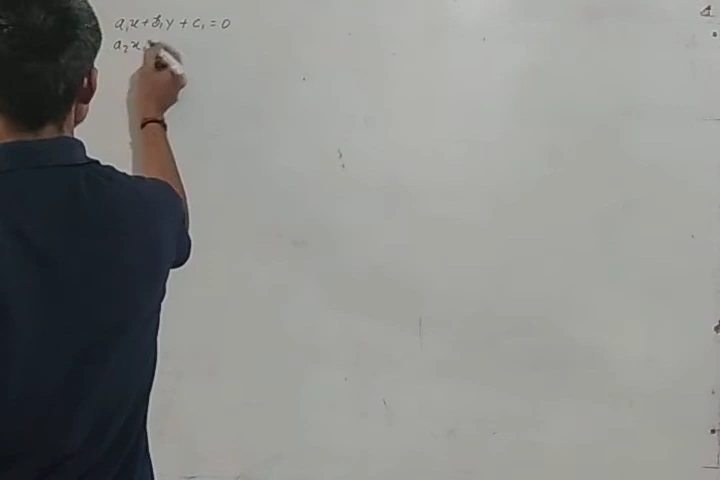 a₁x + b₁y + c₁ = 0
a₂x